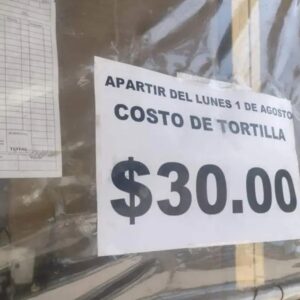 APARTIR DEL LUNES 1 DE AGOSTO
COSTO DE TORTILLA
$30.00